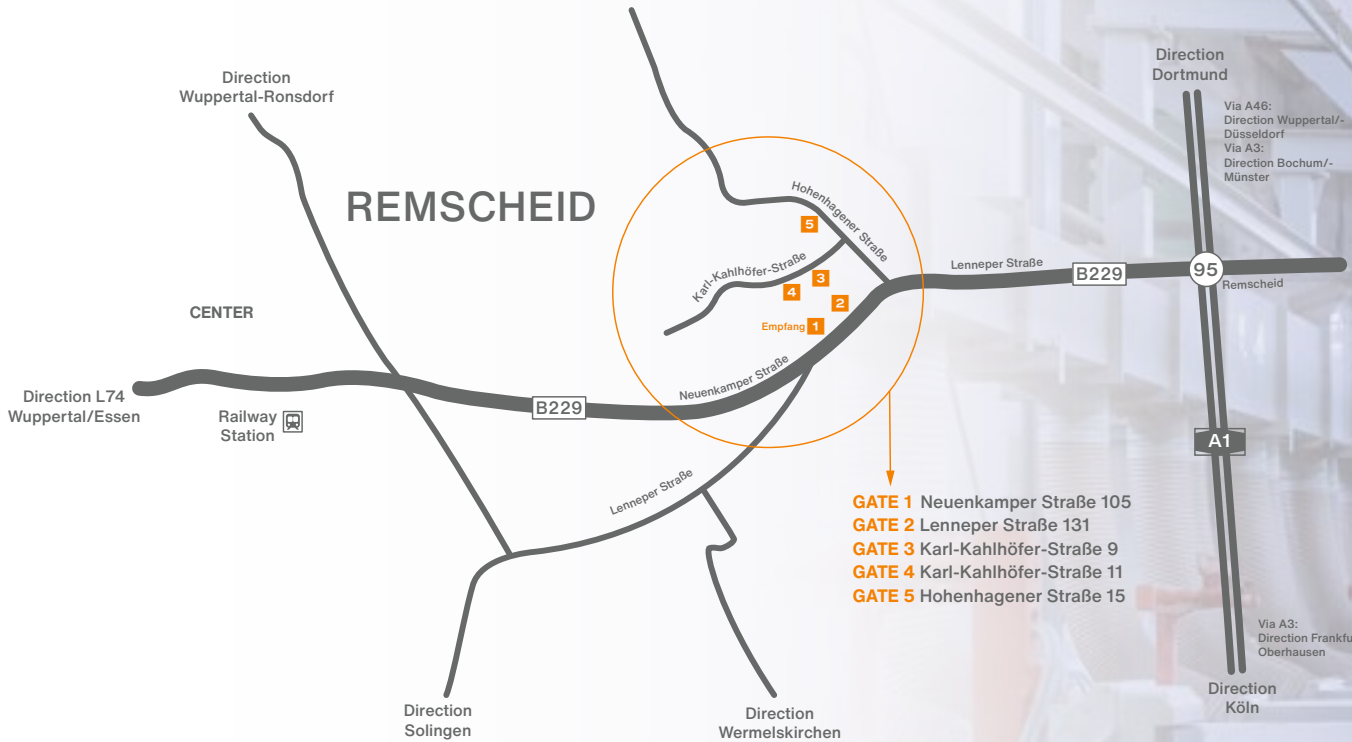 Direction
Dortmund
Via A46:
Direction Wuppertal/-
Düsseldorf
Via A3:
Direction Bochum/-
Münster
Direction
Wuppertal-Ronsdorf
REMSCHEID
Hohenhagener Straße
5
Karl-Kahlhöfer-Straße
3
4
2
Empfang 1
Lenneper Straße
B229
95
Remscheid
CENTER
Neuenkamper Straße
Direction L74
Wuppertal/Essen
Railway
Station
B229
A1
Lenneper Straße
GATE 1 Neuenkamper Straße 105
GATE 2 Lenneper Straße 131
GATE 3 Karl-Kahlhöfer-Straße 9
GATE 4 Karl-Kahlhöfer-Straße 11
GATE 5 Hohenhagener Straße 15
Via A3:
Direction Frankfu
Oberhausen
Direction
Köln
Direction
Solingen
Direction
Wermelskirchen